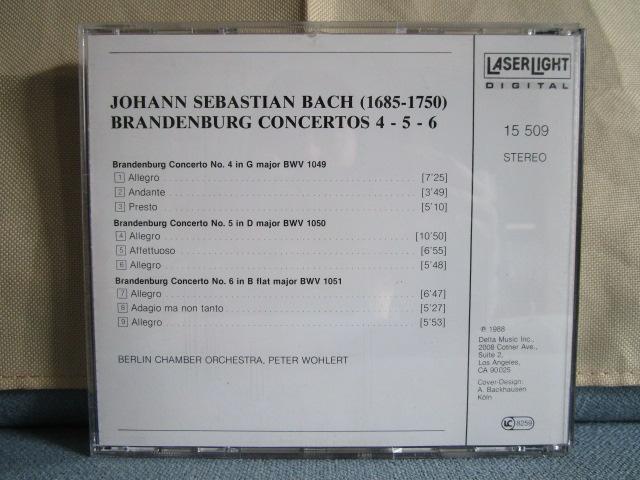 JOHANN SEBASTIAN BACH (1685-1750)
BRANDENBURG CONCERTOS 4 - 5 - 6
Brandenburg Concerto No. 4 in G major BWV 1049
1 Allegro [7'25]
2 Andante [3'49]
3 Presto [5'10]
Brandenburg Concerto No. 5 in D major BWV 1050
4 Allegro [10'50]
5 Affettuoso [6'55]
6 Allegro [5'48]
Brandenburg Concerto No. 6 in B flat major BWV 1051
7 Allegro [6'47]
8 Adagio ma non tanto [5'27]
9 Allegro [5'53]
BERLIN CHAMBER ORCHESTRA, PETER WOHLERT
LASERLIGHT
DIGITAL
15 509
STEREO
℗ 1988
Delta Music Inc.,
2008 Cotner Ave.,
Suite 2,
Los Angeles,
CA 90025
Cover-Design:
A. Backhausen
Köln
LC 8259